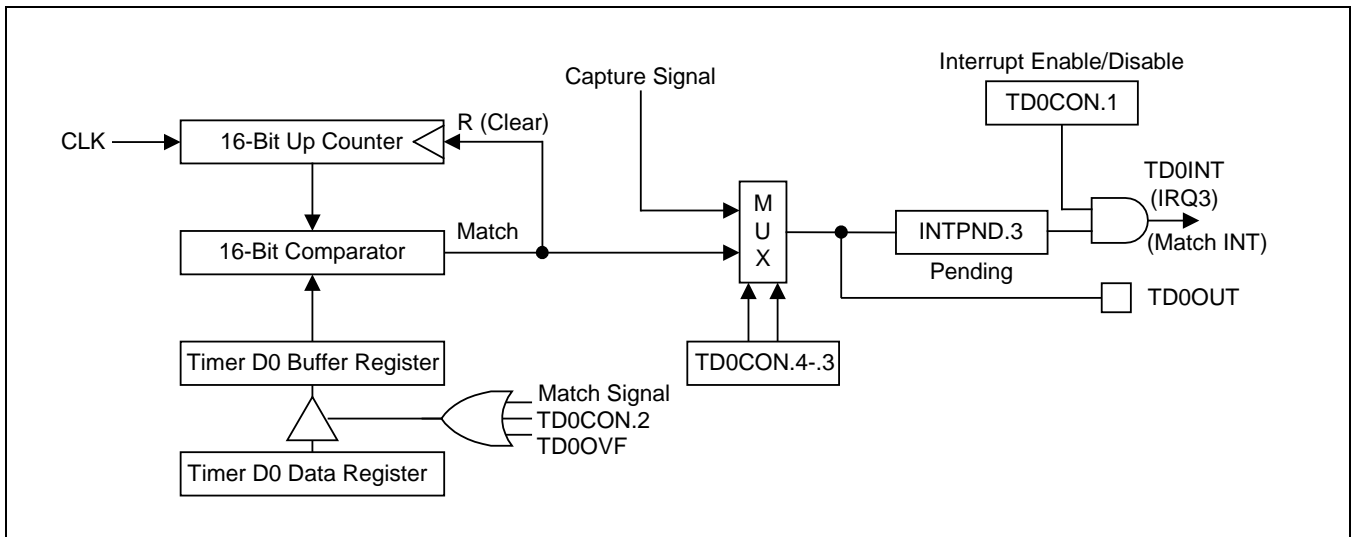 Interrupt Enable/Disable
Capture Signal
TD0CON.1
R (Clear)
CLK
16-Bit Up Counter
TD0INT
(IRQ3)
M
U
X
Match
16-Bit Comparator
INTPND.3
(Match INT)
Pending
TD0OUT
Timer D0 Buffer Register
TD0CON.4-.3
Match Signal
TD0CON.2
TD0OVF
Timer D0 Data Register